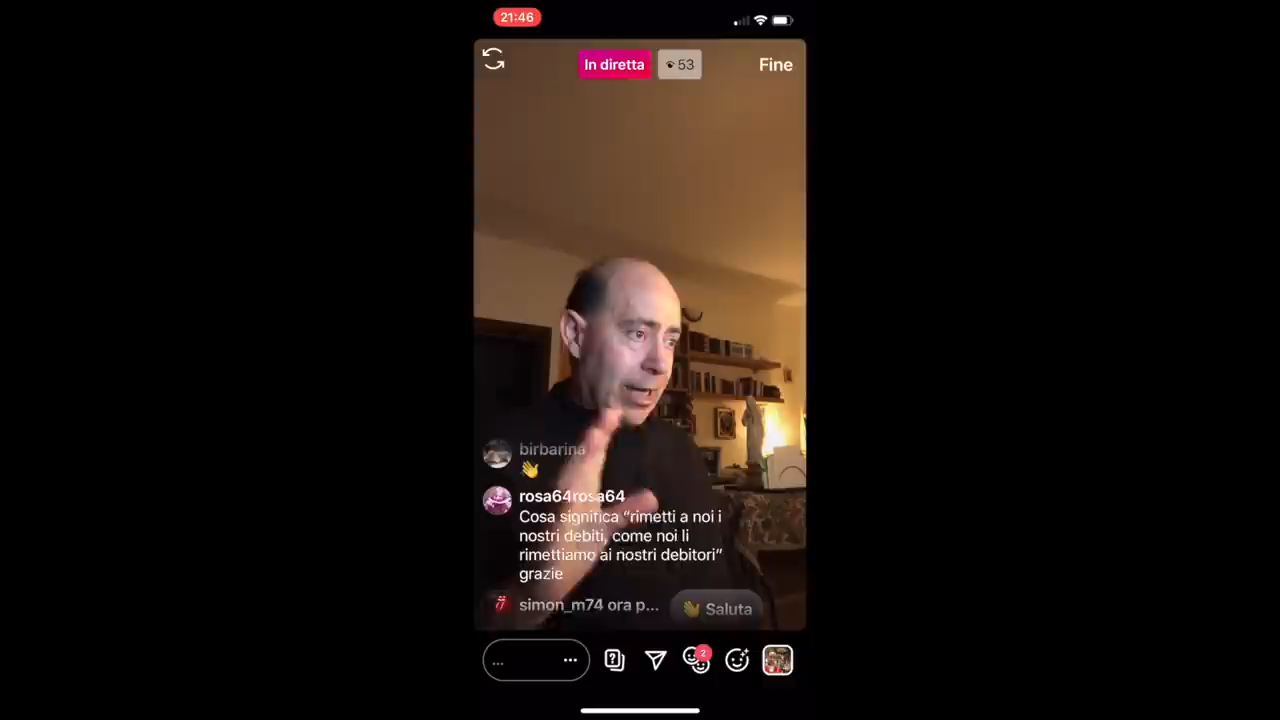 21:46
In diretta
53
Fine
birbarina
rosa64rosa64
Cosa significa “rimetti a noi i
nostri debiti, come noi li
rimettiamo ai nostri debitori”
grazie
simon_m74 ora p...
Saluta
...
2